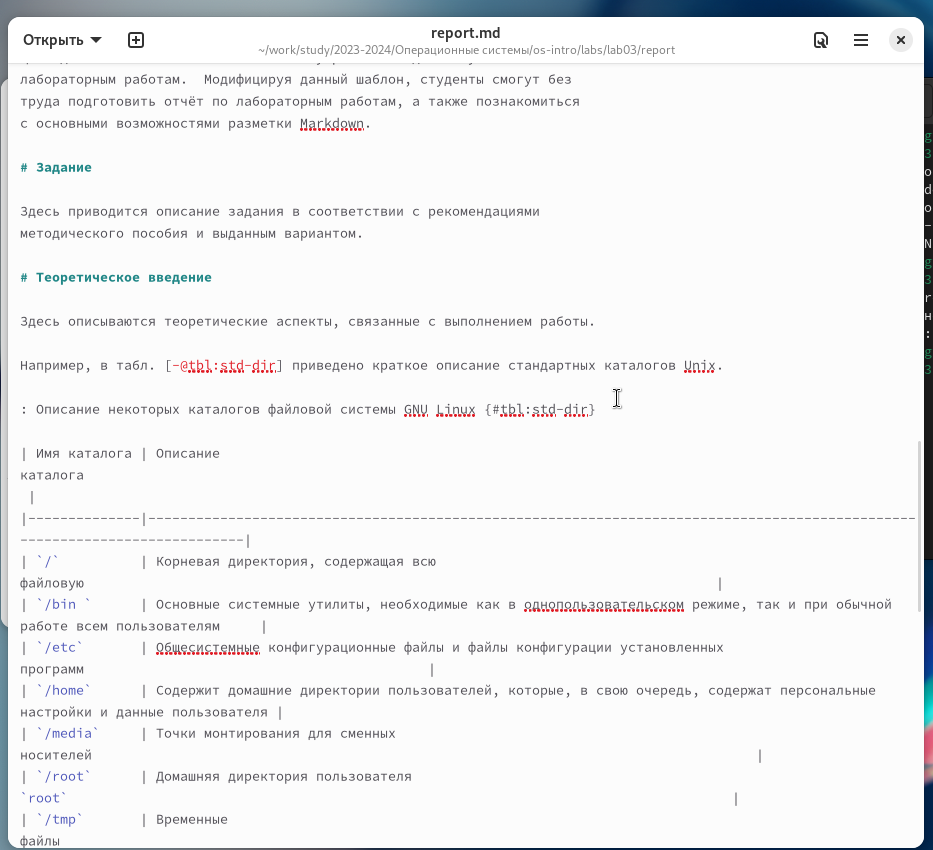 Открыть
report.md
~/work/study/2023-2024/Операционные системы/os-intro/labs/lab03/report
лабораторным работам.  Модифицируя данный шаблон, студенты смогут без
труда подготовить отчёт по лабораторным работам, а также познакомиться
с основными возможностями разметки Markdown.
# Задание
Здесь приводится описание задания в соответствии с рекомендациями
методического пособия и выданным вариантом.
# Теоретическое введение
Здесь описываются теоретические аспекты, связанные с выполнением работы.
Например, в табл. [-@tbl:std-dir] приведено краткое описание стандартных каталогов Unix.
: Описание некоторых каталогов файловой системы GNU Linux {#tbl:std-dir}
| Имя каталога | Описание
каталога
|
|--------------|------------------------------------------------------------------------------------------------
----------------------------|
| `/`          | Корневая директория, содержащая всю
файловую                                                                               |
| `/bin `      | Основные системные утилиты, необходимые как в однопользовательском режиме, так и при обычной
работе всем пользователям     |
| `/etc`       | Общесистемные конфигурационные файлы и файлы конфигурации установленных
программ                                           |
| `/home`      | Содержит домашние директории пользователей, которые, в свою очередь, содержат персональные
настройки и данные пользователя |
| `/media`     | Точки монтирования для сменных
носителей                                                                                   |
| `/root`      | Домашняя директория пользователя
`root`                                                                                   |
| `/tmp`       | Временные
файлы